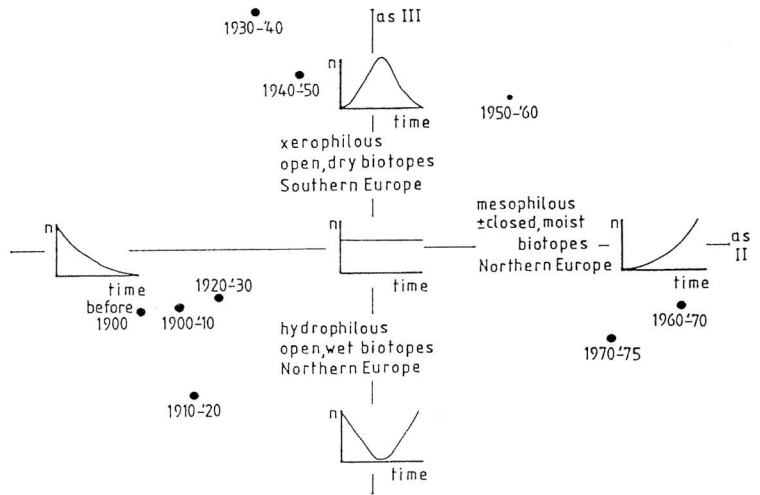 as III
1930-'40
n
1940-'50
time
1950-'60
xerophilous
open, dry biotopes
Southern Europe
mesophilous
±closed, moist
biotopes
Northern Europe
n
time
n
time
n
as
II
before
1900
1900-'10
1920-'30
time
1960-'70
1970-'75
hydrophilous
open, wet biotopes
Northern Europe
1910-'20
n
time